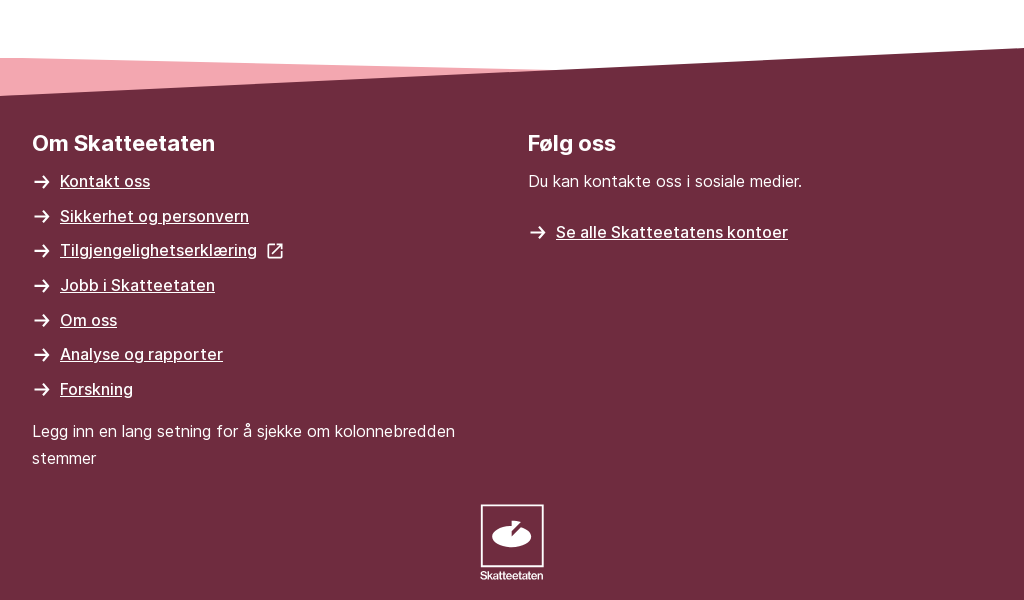 Om Skatteetaten
Kontakt oss
Sikkerhet og personvern
Tilgjengelighetserklæring
Jobb i Skatteetaten
Om oss
Analyse og rapporter
Forskning
Legg inn en lang setning for å sjekke om kolonnebredden
stemmer
Følg oss
Du kan kontakte oss i sosiale medier.
Se alle Skatteetatens kontoer
Skatteetaten